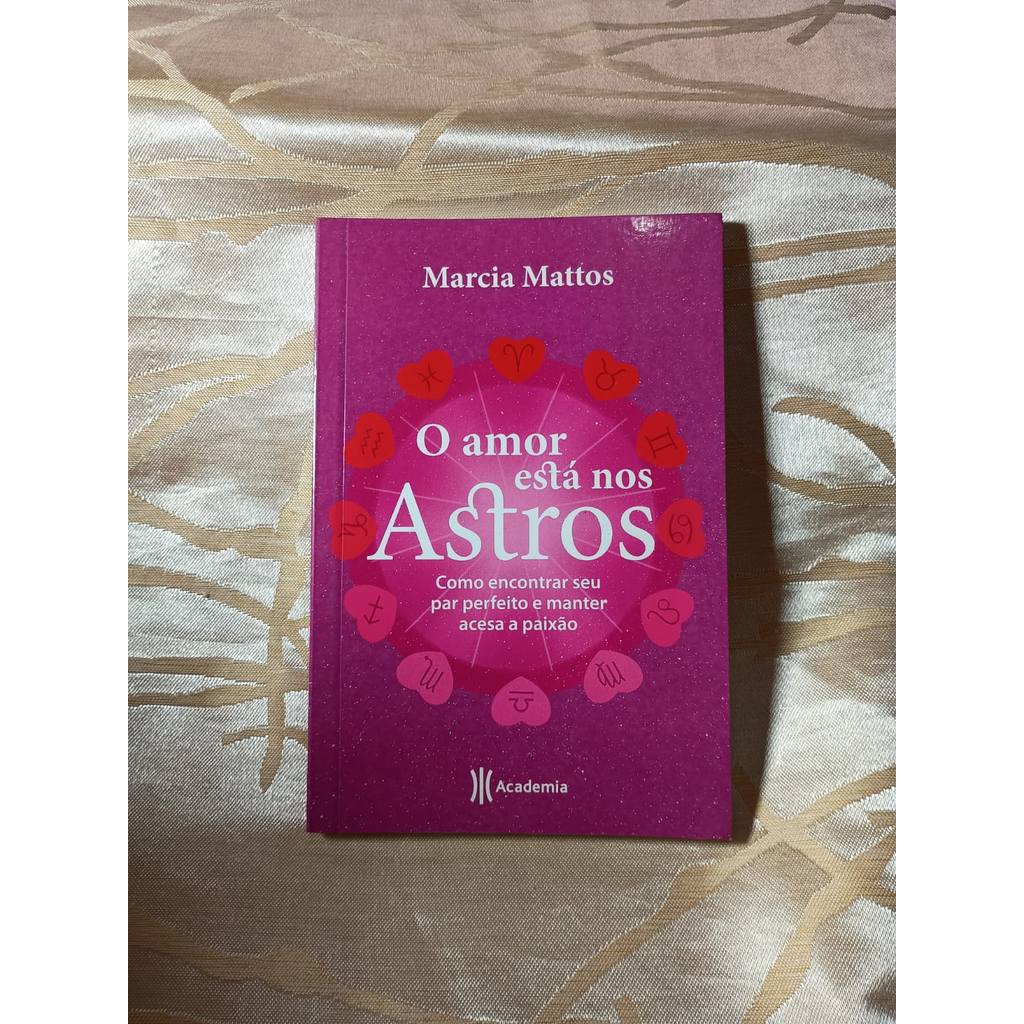 Marcia Mattos
O amor
está nos
Astros
Como encontrar seu
par perfeito e manter
acesa a paixão
Academia